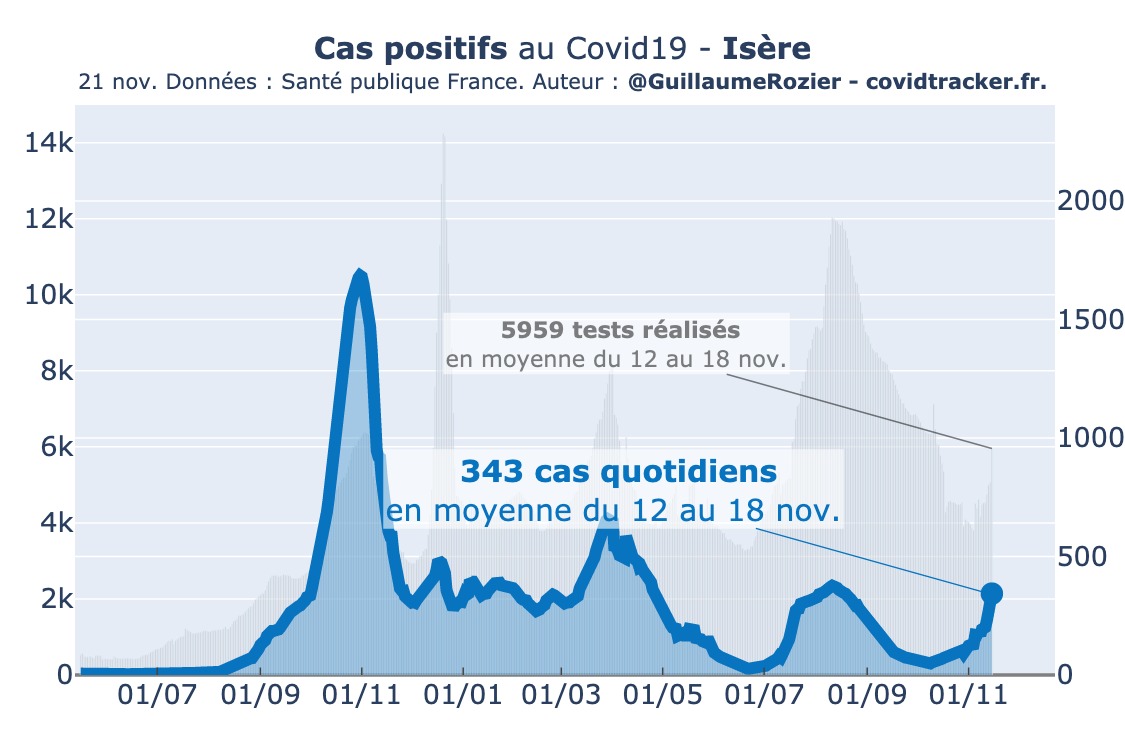 Cas positifs au Covid19 - Isère
21 nov. Données : Santé publique France. Auteur : @GuillaumeRozier - covidtracker.fr.
14k
12k
10k
8k
6k
4k
2k
0
2000
1500
1000
500
0
5959 tests réalisés
en moyenne du 12 au 18 nov.
343 cas quotidiens
en moyenne du 12 au 18 nov.
01/07 01/09 01/11 01/01 01/03 01/05 01/07 01/09 01/11